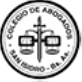 COLEGIO DE ABOGADOS
SAN ISIDRO - Bs. As.